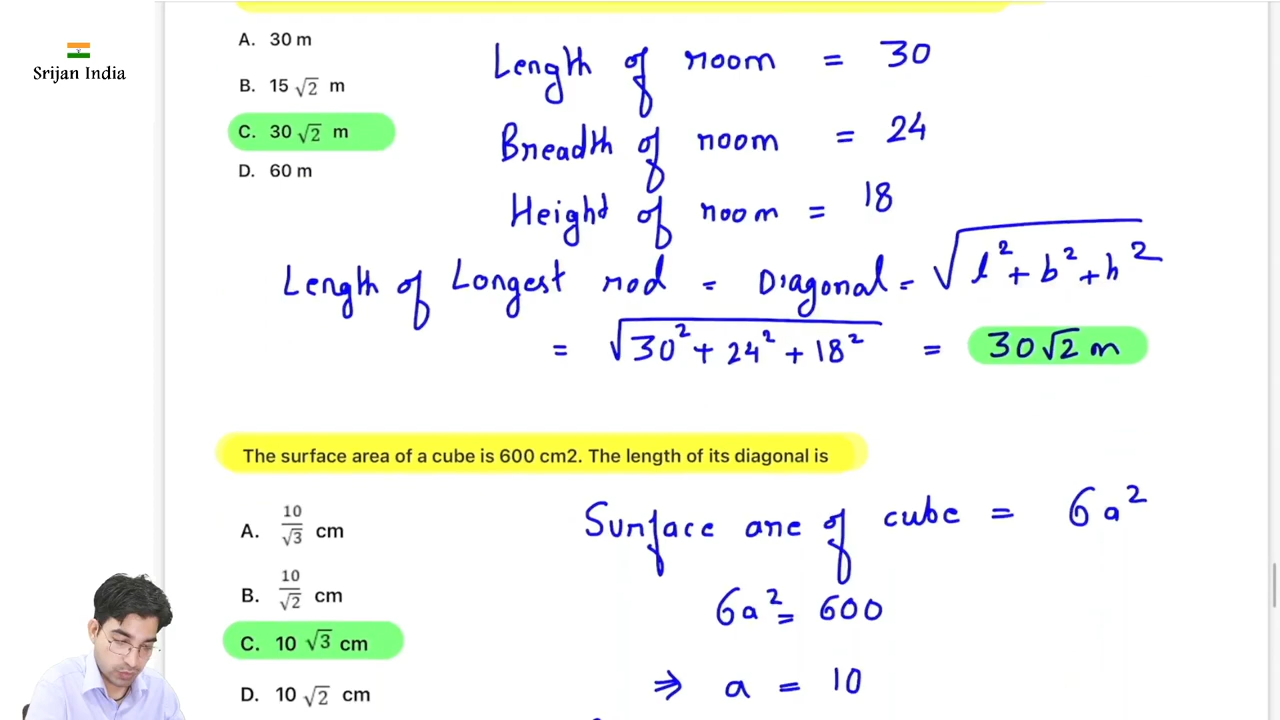 Srijan India
A. 30 m
B. 15 √2 m
C. 30 √2 m
D. 60 m
Length of room = 30
Breadth of room = 24
Height of room = 18
Length of Longest rod = Diagonal = √l² + b² + h²
= √30² + 24² + 18² = 30√2 m
The surface area of a cube is 600 cm2. The length of its diagonal is
A. 10/√3 cm
B. 10/√2 cm
C. 10 √3 cm
D. 10 √2 cm
Surface are of cube = 6a²
6a² = 600
⇒ a = 10